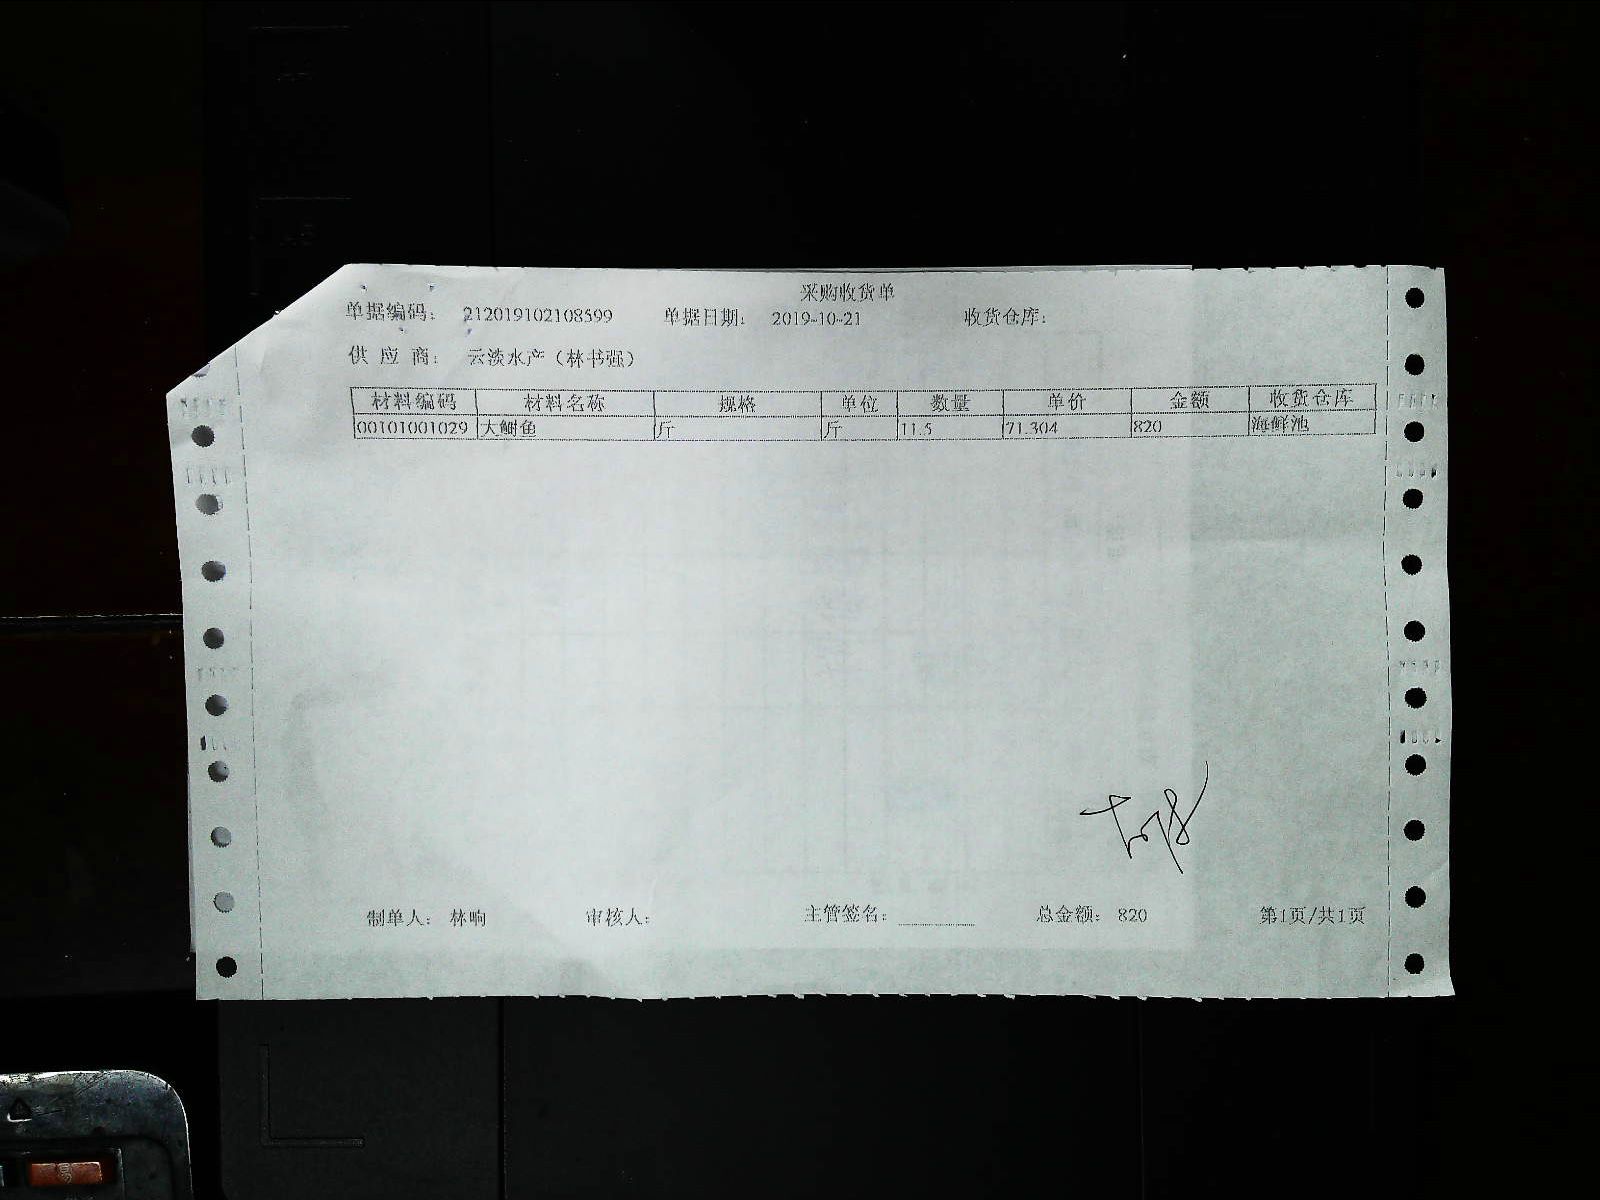 采购收货单
单据编码： 212019102108599 单据日期： 2019-10-21 收货仓库：
供 应 商： 云淡水产（林书强）
材料编码 材料名称 规格 单位 数量 单价 金额 收货仓库
00101001029 大鲋鱼 斤 斤 11.5 71.304 820 海鲜池
制单人： 林响 审核人： 主管签名： 总金额： 820 第1页/共1页